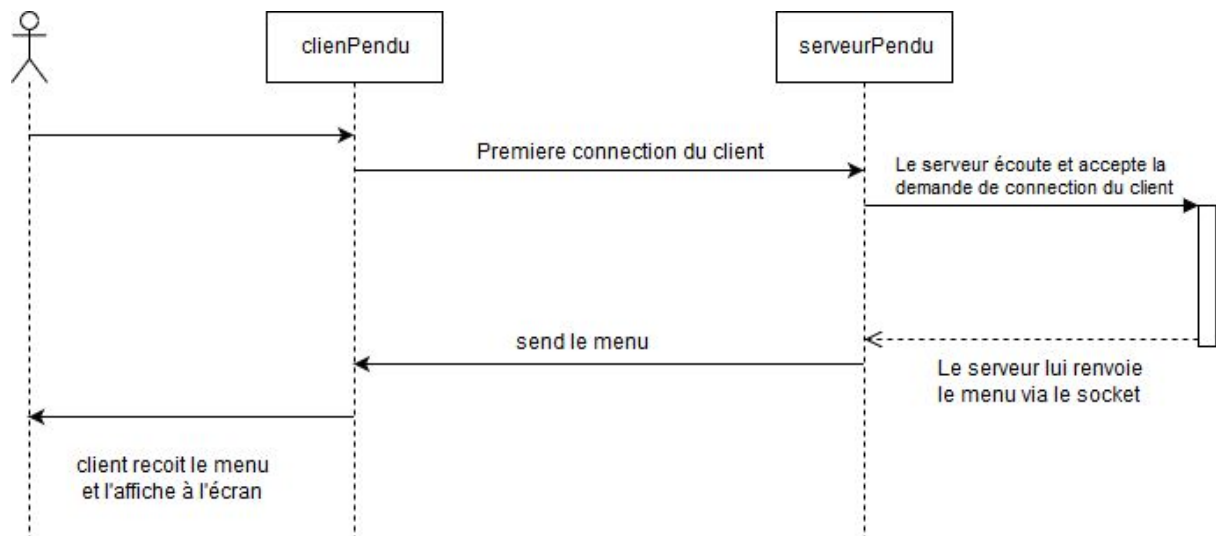 clienPendu
serveurPendu
Premiere connection du client
Le serveur écoute et accepte la
demande de connection du client
send le menu
Le serveur lui renvoie
le menu via le socket
client recoit le menu
et l'affiche à l'écran